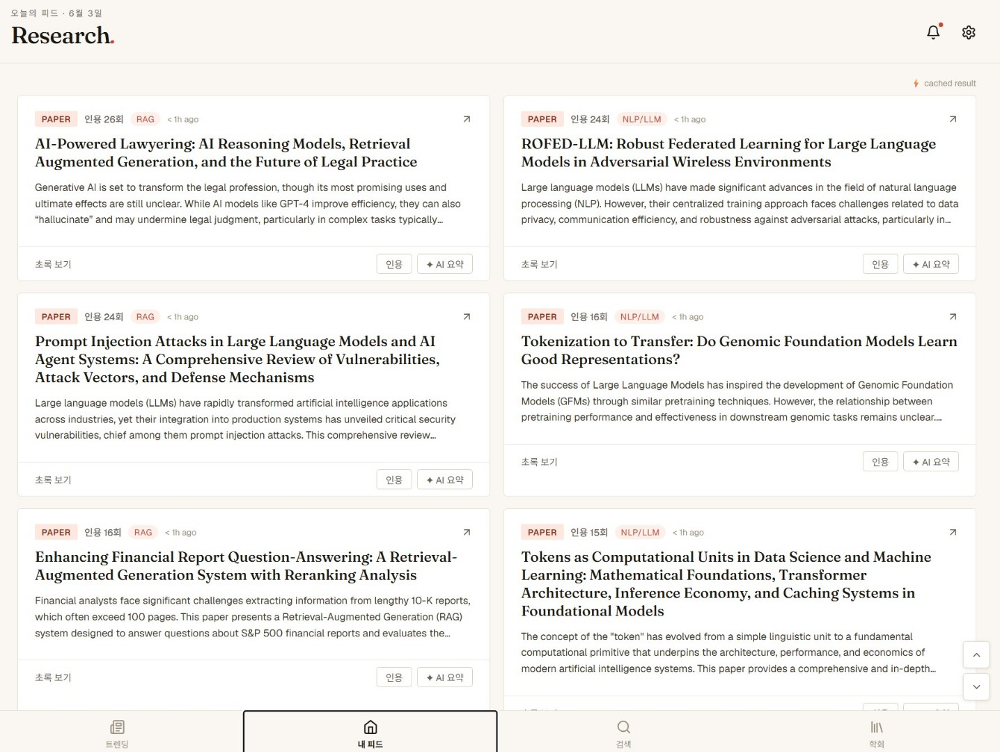 오늘의 피드 · 6월 3일
Research.
cached result
PAPER 인용 26회 RAG < 1h ago
AI-Powered Lawyering: AI Reasoning Models, Retrieval
Augmented Generation, and the Future of Legal Practice
Generative AI is set to transform the legal profession, though its most promising uses and
ultimate effects are still unclear. While AI models like GPT-4 improve efficiency, they can also
“hallucinate” and may undermine legal judgment, particularly in complex tasks typically...
초록 보기 인용 ✦ AI 요약
PAPER 인용 24회 NLP/LLM < 1h ago
ROFED-LLM: Robust Federated Learning for Large Language
Models in Adversarial Wireless Environments
Large language models (LLMs) have made significant advances in the field of natural language
processing (NLP). However, their centralized training approach faces challenges related to data
privacy, communication efficiency, and robustness against adversarial attacks, particularly in...
초록 보기 인용 ✦ AI 요약
PAPER 인용 24회 RAG < 1h ago
Prompt Injection Attacks in Large Language Models and AI
Agent Systems: A Comprehensive Review of Vulnerabilities,
Attack Vectors, and Defense Mechanisms
Large language models (LLMs) have rapidly transformed artificial intelligence applications
across industries, yet their integration into production systems has unveiled critical security
vulnerabilities, chief among them prompt injection attacks. This comprehensive review...
초록 보기 인용 ✦ AI 요약
PAPER 인용 16회 NLP/LLM < 1h ago
Tokenization to Transfer: Do Genomic Foundation Models Learn
Good Representations?
The success of Large Language Models has inspired the development of Genomic Foundation
Models (GFMs) through similar pretraining techniques. However, the relationship between
pretraining performance and effectiveness in downstream genomic tasks remains unclear....
초록 보기 인용 ✦ AI 요약
PAPER 인용 16회 RAG < 1h ago
Enhancing Financial Report Question-Answering: A Retrieval-
Augmented Generation System with Reranking Analysis
Financial analysts face significant challenges extracting information from lengthy 10-K reports,
which often exceed 100 pages. This paper presents a Retrieval-Augmented Generation (RAG)
system designed to answer questions about S&P 500 financial reports and evaluates the...
초록 보기 인용 ✦ AI 요약
PAPER 인용 15회 NLP/LLM < 1h ago
Tokens as Computational Units in Data Science and Machine
Learning: Mathematical Foundations, Transformer
Architecture, Inference Economy, and Caching Systems in
Foundational Models
The concept of the "token" has evolved from a simple linguistic unit to a fundamental
computational primitive that underpins the architecture, performance, and economics of
modern artificial intelligence systems. This paper provides a comprehensive and in-depth...
트렌딩 내 피드 검색 학회